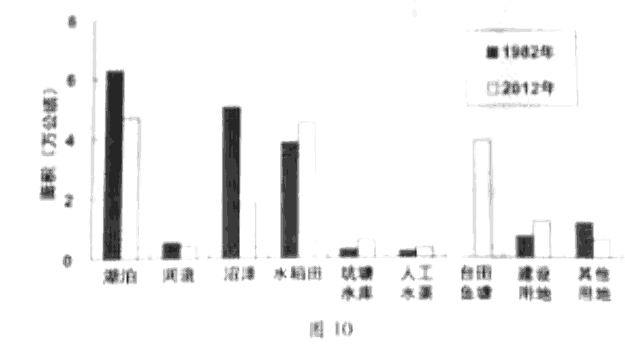 8
6
4
2
0
面积（万公顷）
1982年
2012年
湖泊 河流 沼泽 水稻田 坑塘 人工 台田 建设 其他
水库 水渠 鱼塘 用地 用地
图 10